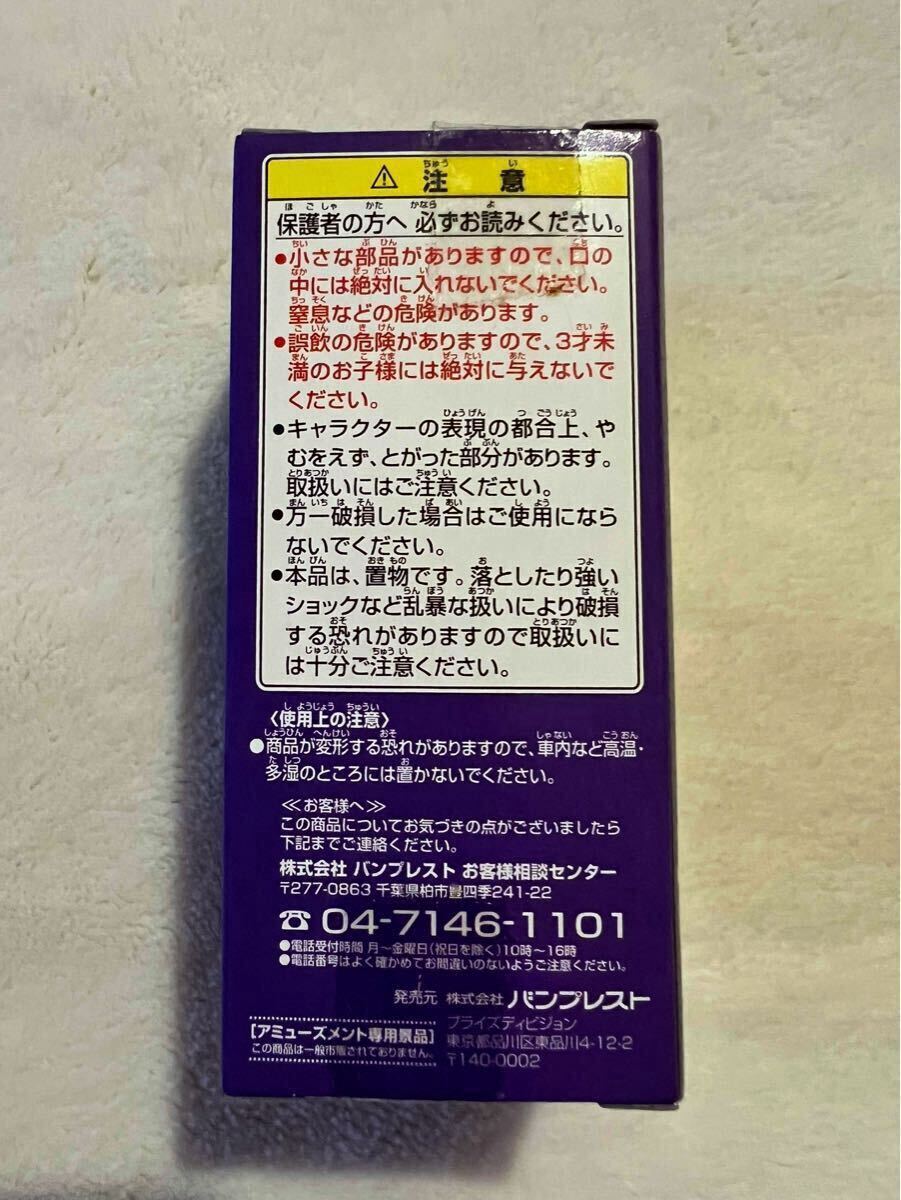 ⚠ 注意
保護者の方へ 必ずお読みください。
●小さな部品がありますので、口の
中には絶対に入れないでください。
窒息などの危険があります。
●誤飲の危険がありますので、3才未
満のお子様には絶対に与えないで
ください。
●キャラクターの表現の都合上、や
むをえず、とがった部分があります。
取扱いにはご注意ください。
●万一破損した場合はご使用になら
ないでください。
●本品は、置物です。落としたり強い
ショックなど乱暴な扱いにより破損
する恐れがありますので取扱いに
は十分ご注意ください。
〈使用上の注意〉
●商品が変形する恐れがありますので、車内など高温・
多湿のところには置かないでください。
≪お客様へ≫
この商品についてお気づきの点がございましたら
下記までご連絡ください。
株式会社 バンプレスト お客様相談センター
〒277-0863 千葉県柏市豊四季241-22
☎ 04-7146-1101
●電話受付時間 月～金曜日(祝日を除く)10時～16時
●電話番号はよく確かめてお間違いのないようご注意ください。
発売元 株式会社 バンプレスト
プライズディビジョン
東京都品川区東品川4-12-2
〒140-0002
[アミューズメント専用景品]
この商品は一般市販されておりません。